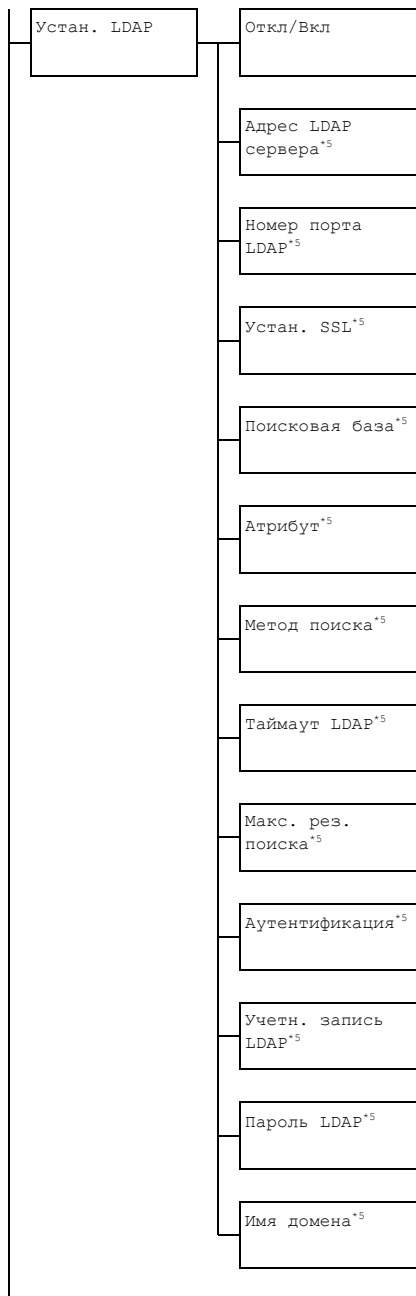 Устан. LDAP
Откл/Вкл
Адрес LDAP
сервера*5
Номер порта
LDAP*5
Устан. SSL*5
Поисковая база*5
Атрибут*5
Метод поиска*5
Таймаут LDAP*5
Макс. рез.
поиска*5
Аутентификация*5
Учетн. запись
LDAP*5
Пароль LDAP*5
Имя домена*5